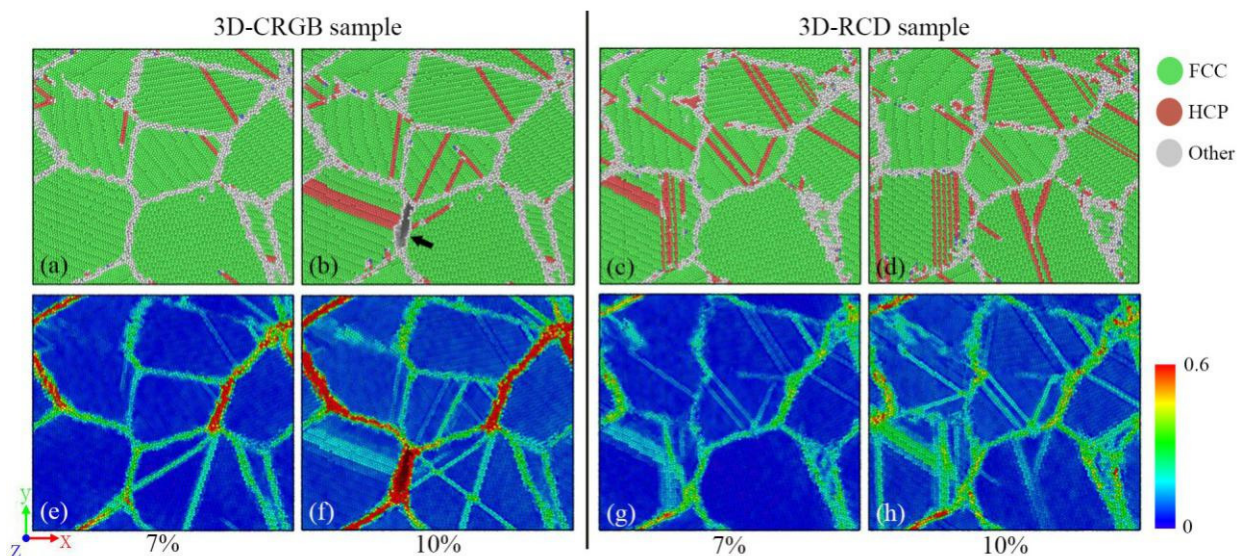 3D-CRGB sample
3D-RCD sample
(a)
(b)
(c)
(d)
FCC
HCP
Other
(e)
(f)
(g)
(h)
0.6
0
y
z
x
7%
10%
7%
10%